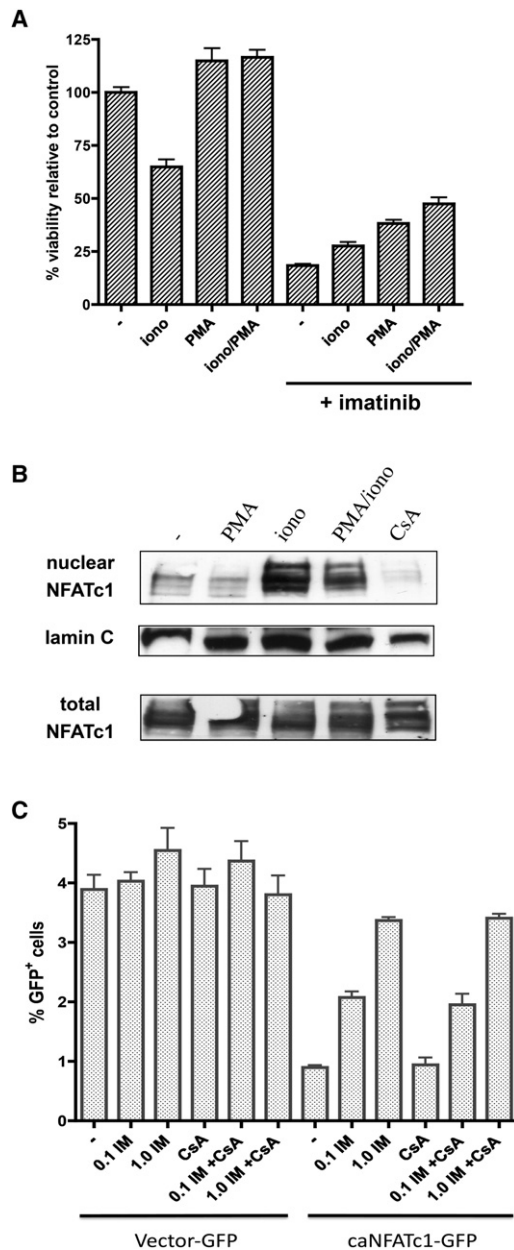 A
% viability relative to control
125
100
75
50
25
0
- iono PMA iono/PMA - iono PMA iono/PMA
+ imatinib
B
- PMA iono PMA/iono CsA
nuclear
NFATc1
lamin C
total
NFATc1
C
% GFP+ cells
5
4
3
2
1
0
- 0.1 IM 1.0 IM CsA 0.1 IM +CsA 1.0 IM +CsA - 0.1 IM 1.0 IM CsA 0.1 IM +CsA 1.0 IM +CsA
Vector-GFP caNFATc1-GFP